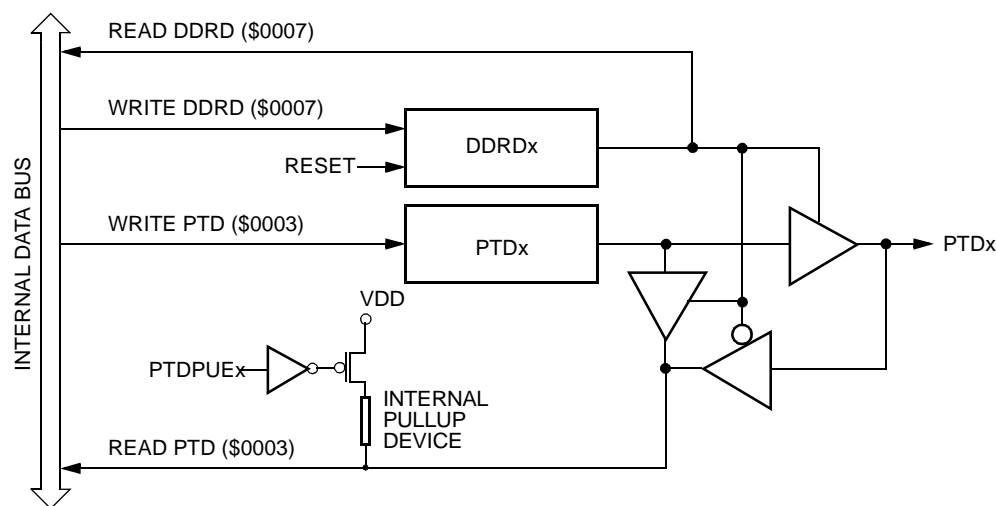 READ DDRD ($0007)
WRITE DDRD ($0007)
DDRDx
RESET
WRITE PTD ($0003)
PTDx
PTDx
INTERNAL DATA BUS
VDD
PTDPUEx
INTERNAL
PULLUP
DEVICE
READ PTD ($0003)